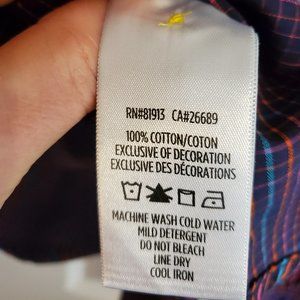 RN#81913 CA#26689
100% COTTON/COTON
EXCLUSIVE OF DECORATION
EXCLUSIVE DES DÉCORATIONS
MACHINE WASH COLD WATER
MILD DETERGENT
DO NOT BLEACH
LINE DRY
COOL IRON